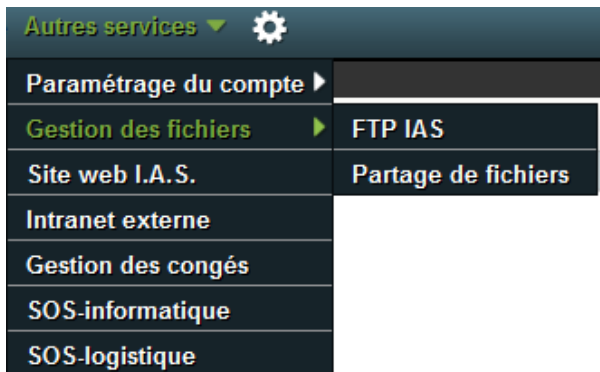 Autres services
Paramétrage du compte
Gestion des fichiers
FTP IAS
Site web I.A.S.
Partage de fichiers
Intranet externe
Gestion des congés
SOS-informatique
SOS-logistique